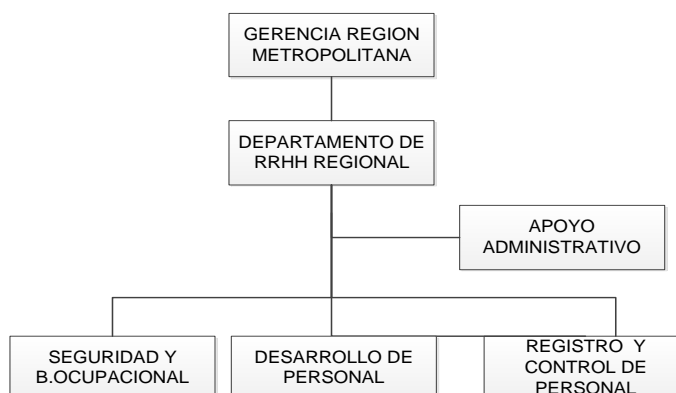 GERENCIA REGION
METROPOLITANA
DEPARTAMENTO DE
RRHH REGIONAL
APOYO
ADMINISTRATIVO
SEGURIDAD Y
B.OCUPACIONAL
DESARROLLO DE
PERSONAL
REGISTRO Y
CONTROL DE
PERSONAL